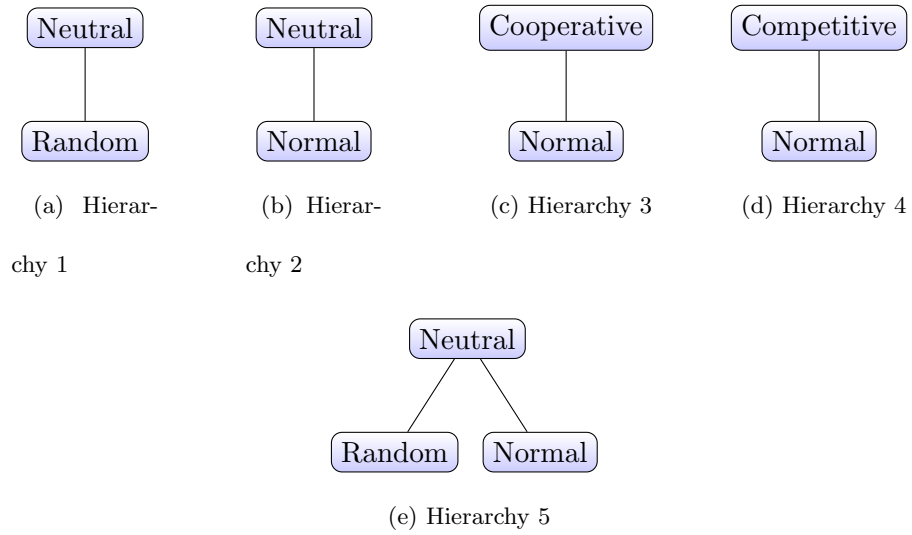 Neutral
Neutral
Cooperative
Competitive
Random
Normal
Normal
Normal
(a) Hierar-
chy 1
(b) Hierar-
chy 2
(c) Hierarchy 3
(d) Hierarchy 4
Neutral
Random
Normal
(e) Hierarchy 5